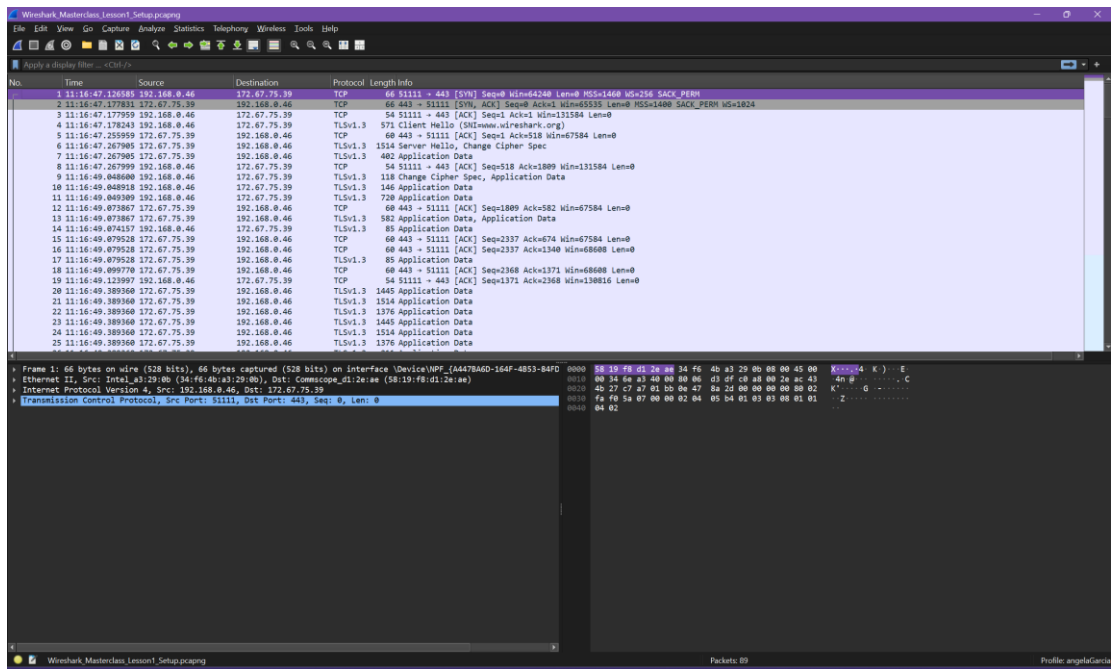 Wireshark_Masterclass_Lesson1_Setup.pcapng
File Edit View Go Capture Analyze Statistics Telephony Wireless Tools Help
Apply a display filter ... <Ctrl-/>
No. Time Source Destination Protocol Length Info
1 11:16:47.126585 192.168.0.46 172.67.75.39 TCP 66 51111 → 443 [SYN] Seq=0 Win=64240 Len=0 MSS=1460 WS=256 SACK_PERM
2 11:16:47.177831 172.67.75.39 192.168.0.46 TCP 66 443 → 51111 [SYN, ACK] Seq=0 Ack=1 Win=65535 Len=0 MSS=1400 SACK_PERM WS=1024
3 11:16:47.177959 192.168.0.46 172.67.75.39 TCP 54 51111 → 443 [ACK] Seq=1 Ack=1 Win=131584 Len=0
4 11:16:47.178243 192.168.0.46 172.67.75.39 TLSv1.3 571 Client Hello (SNI=www.wireshark.org)
5 11:16:47.255959 172.67.75.39 192.168.0.46 TCP 60 443 → 51111 [ACK] Seq=1 Ack=518 Win=67584 Len=0
6 11:16:47.267905 172.67.75.39 192.168.0.46 TLSv1.3 1514 Server Hello, Change Cipher Spec
7 11:16:47.267905 172.67.75.39 192.168.0.46 TLSv1.3 402 Application Data
8 11:16:47.267999 192.168.0.46 172.67.75.39 TCP 54 51111 → 443 [ACK] Seq=518 Ack=1809 Win=131584 Len=0
9 11:16:49.048600 192.168.0.46 172.67.75.39 TLSv1.3 118 Change Cipher Spec, Application Data
10 11:16:49.048918 192.168.0.46 172.67.75.39 TLSv1.3 146 Application Data
11 11:16:49.049309 192.168.0.46 172.67.75.39 TLSv1.3 720 Application Data
12 11:16:49.073867 172.67.75.39 192.168.0.46 TCP 60 443 → 51111 [ACK] Seq=1809 Ack=582 Win=67584 Len=0
13 11:16:49.073867 172.67.75.39 192.168.0.46 TLSv1.3 582 Application Data, Application Data
14 11:16:49.074157 192.168.0.46 172.67.75.39 TLSv1.3 85 Application Data
15 11:16:49.079528 172.67.75.39 192.168.0.46 TCP 60 443 → 51111 [ACK] Seq=2337 Ack=674 Win=67584 Len=0
16 11:16:49.079528 172.67.75.39 192.168.0.46 TCP 60 443 → 51111 [ACK] Seq=2337 Ack=1340 Win=68608 Len=0
17 11:16:49.079528 172.67.75.39 192.168.0.46 TLSv1.3 85 Application Data
18 11:16:49.099770 172.67.75.39 192.168.0.46 TCP 60 443 → 51111 [ACK] Seq=2368 Ack=1371 Win=68608 Len=0
19 11:16:49.123997 192.168.0.46 172.67.75.39 TCP 54 51111 → 443 [ACK] Seq=1371 Ack=2368 Win=130816 Len=0
20 11:16:49.389360 172.67.75.39 192.168.0.46 TLSv1.3 1445 Application Data
21 11:16:49.389360 172.67.75.39 192.168.0.46 TLSv1.3 1514 Application Data
22 11:16:49.389360 172.67.75.39 192.168.0.46 TLSv1.3 1376 Application Data
23 11:16:49.389360 172.67.75.39 192.168.0.46 TLSv1.3 1445 Application Data
24 11:16:49.389360 172.67.75.39 192.168.0.46 TLSv1.3 1514 Application Data
25 11:16:49.389360 172.67.75.39 192.168.0.46 TLSv1.3 1376 Application Data
Frame 1: 66 bytes on wire (528 bits), 66 bytes captured (528 bits) on interface \Device\NPF_{A447BA6D-164F-4853-84FD
Ethernet II, Src: Intel_a3:29:0b (34:f6:4b:a3:29:0b), Dst: Commscope_d1:2e:ae (58:19:f8:d1:2e:ae)
Internet Protocol Version 4, Src: 192.168.0.46, Dst: 172.67.75.39
Transmission Control Protocol, Src Port: 51111, Dst Port: 443, Seq: 0, Len: 0
0000 58 19 f8 d1 2e ae 34 f6 4b a3 29 0b 08 00 45 00 X·····4· K·)···E·
0010 00 34 6e a3 40 00 80 06 d3 df c0 a8 00 2e ac 43 ·4n·@··· ·····.·C
0020 4b 27 c7 a7 01 bb 0e 47 8a 2d 00 00 00 00 80 02 K'·····G ·-······
0030 fa f0 5a 07 00 00 02 04 05 b4 01 03 03 08 01 01 ··Z····· ········
0040 04 02 ··
Wireshark_Masterclass_Lesson1_Setup.pcapng Packets: 89 Profile: angelaGarcia